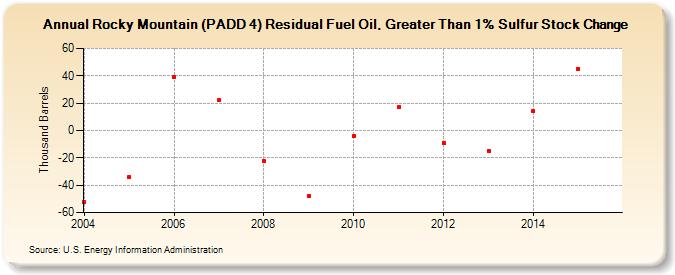 Annual Rocky Mountain (PADD 4) Residual Fuel Oil, Greater Than 1% Sulfur Stock Change
Thousand Barrels
60
40
20
0
-20
-40
-60
2004 2006 2008 2010 2012 2014
Source: U.S. Energy Information Administration